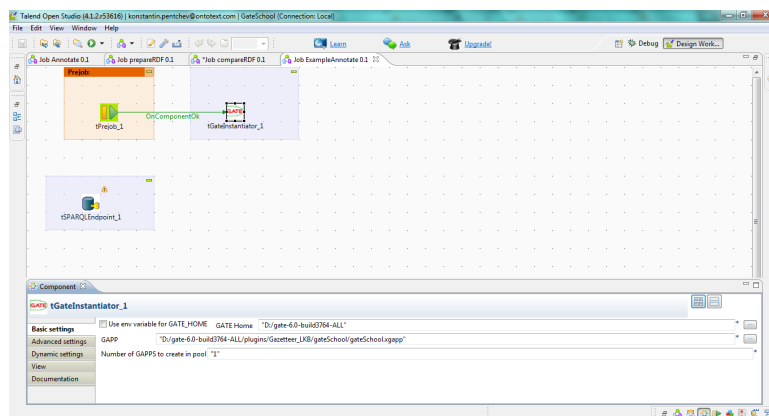 Talend Open Studio (4.1.2.r53616) | konstantin.pentchev@ontotext.com | GateSchool (Connection: Local)
File Edit View Window Help
Learn Ask Upgrade! Debug Design Work...
Job Annotate 0.1 Job prepareRDF 0.1 *Job compareRDF 0.1 Job ExampleAnnotate 0.1
Prejob
GATE
OnComponentOk
tPrejob_1 tGateInstantiator_1
tSPARQLEndpoint_1
Component
GATE tGateInstantiator_1
Basic settings Use env variable for GATE_HOME GATE Home "D:/gate-6.0-build3764-ALL" *
Advanced settings GAPP "D:/gate-6.0-build3764-ALL/plugins/Gazetteer_LKB/gateSchool/gateSchool.xgapp" *
Dynamic settings Number of GAPPS to create in pool "1" *
View
Documentation